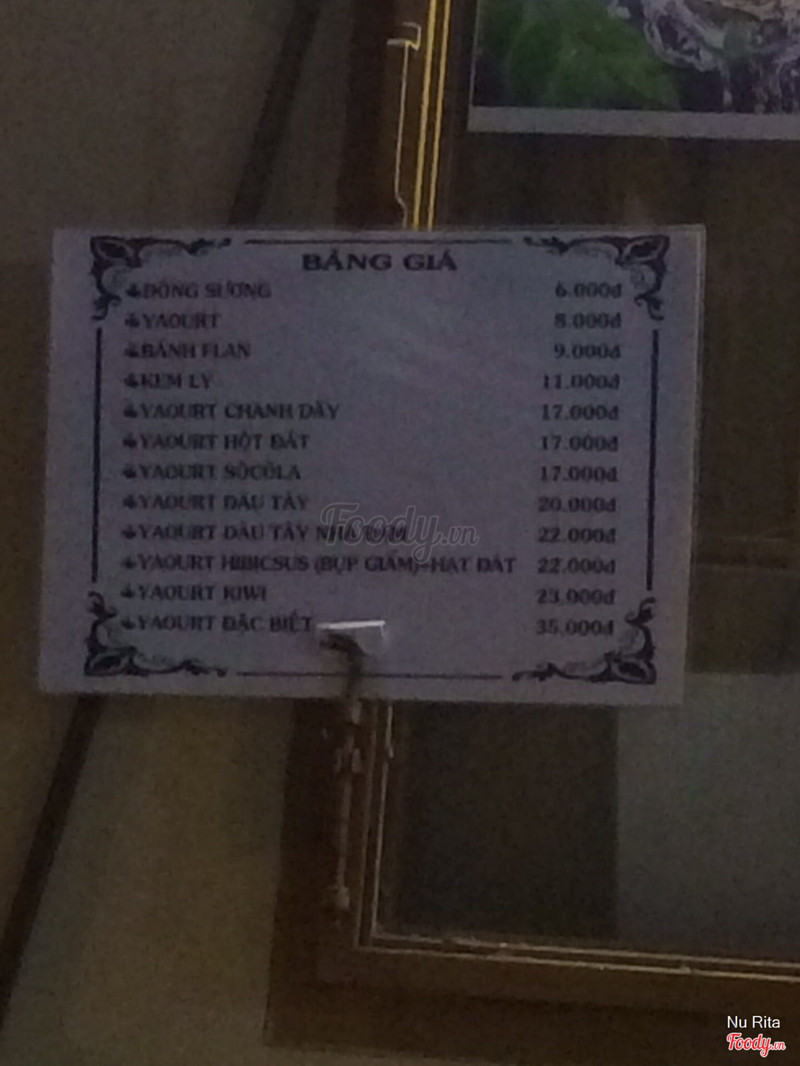 BẢNG GIÁ
ĐÔNG SƯƠNG 6.000đ
YAOURT 8.000đ
BÁNH FLAN 9.000đ
KEM LY 11.000đ
YAOURT CHANH DÂY 17.000đ
YAOURT HỘT ĐÁT 17.000đ
YAOURT SÔCÔLA 17.000đ
YAOURT DÂU TÂY 20.000đ
YAOURT DÂU TÂY NHA ĐAM 22.000đ
YAOURT HIBICSUS (BỤP GIẤM)+HẠT ĐÁT 22.000đ
YAOURT KIWI 23.000đ
YAOURT ĐẶC BIỆT 35.000đ
Foody.vn
Nu Rita
Foody.vn